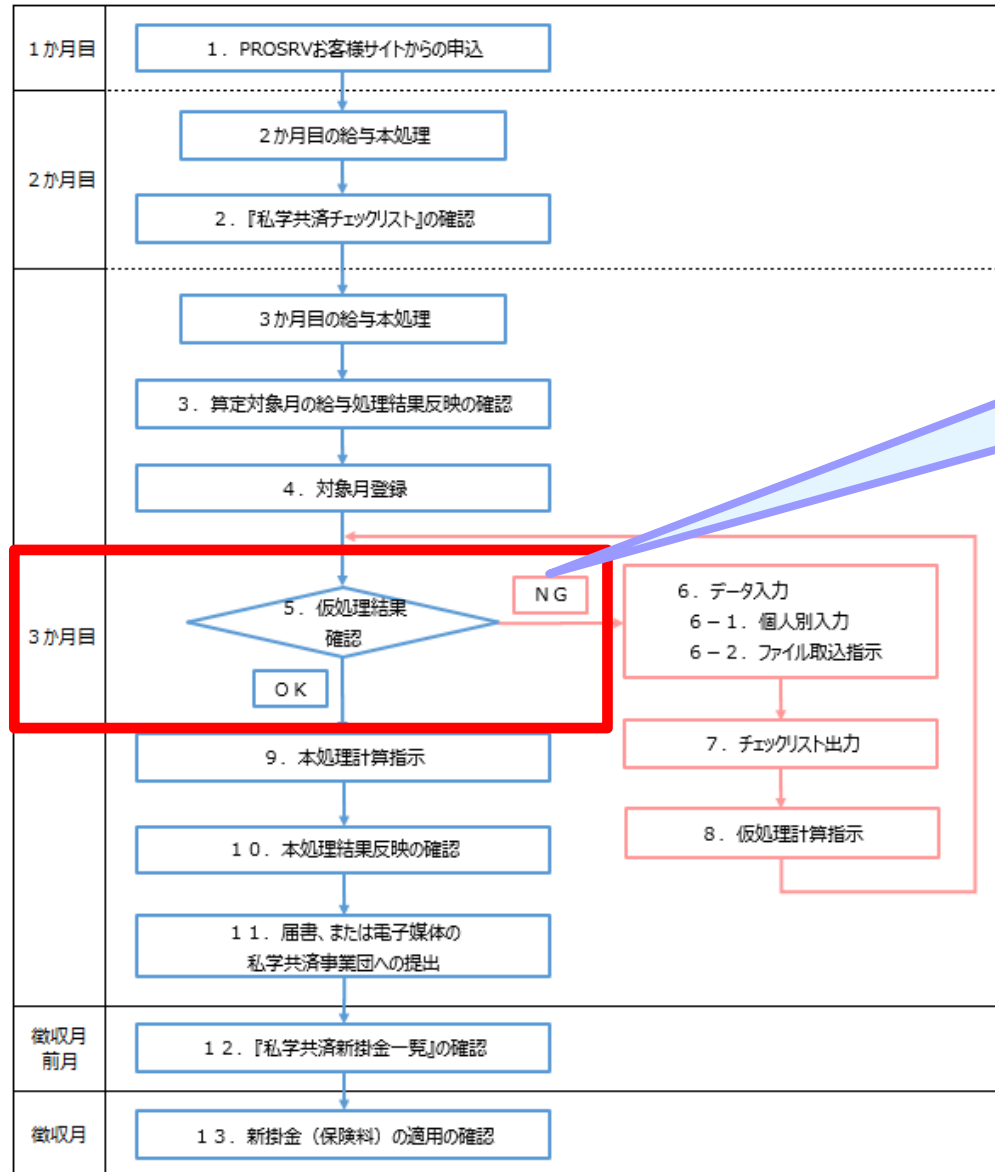 1か月目
1．PROSRVお客様サイトからの申込
2か月目
2か月目の給与本処理
2．『私学共済チェックリスト』の確認
3か月目
3か月目の給与本処理
3．算定対象月の給与処理結果反映の確認
4．対象月登録
5．仮処理結果
確認
NG
OK
6．データ入力
6－1．個人別入力
6－2．ファイル取込指示
7．チェックリスト出力
8．仮処理計算指示
9．本処理計算指示
10．本処理結果反映の確認
11．届書、または電子媒体の
私学共済事業団への提出
徴収月
前月
12．『私学共済新掛金一覧』の確認
徴収月
13．新掛金（保険料）の適用の確認